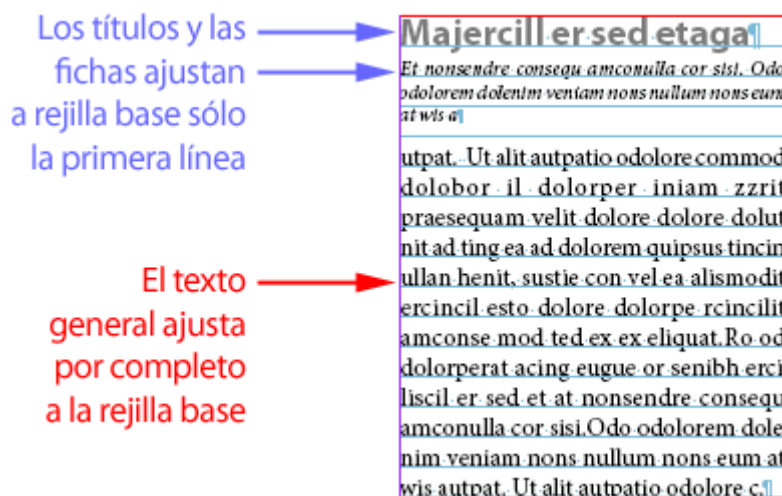 Los títulos y las
fichas ajustan
a rejilla base sólo
la primera línea
El texto
general ajusta
por completo
a la rejilla base
Majercill er sed etaga¶
Et nonsendre consequ amconulla cor sisi. Odo
odolorem dolenim veniam nons nullum nons eum
at wis a¶
utpat. Ut alit autpatio odolore commod
dolobor il dolorper iniam zzrit
praesequam velit dolore dolore dolut
nit ad ting ea ad dolorem quipsus tincin
ullan henit, sustie con vel ea alismodit
ercincil esto dolore dolorpe rcincilit
amconse mod ted ex ex eliquat.Ro od
dolorperat acing eugue or senibh erci
liscil er sed et at nonsendre consequ
amconulla cor sisi.Odo odolorem dole
nim veniam nons nullum nons eum at
wis autpat. Ut alit autpatio odolore c.¶